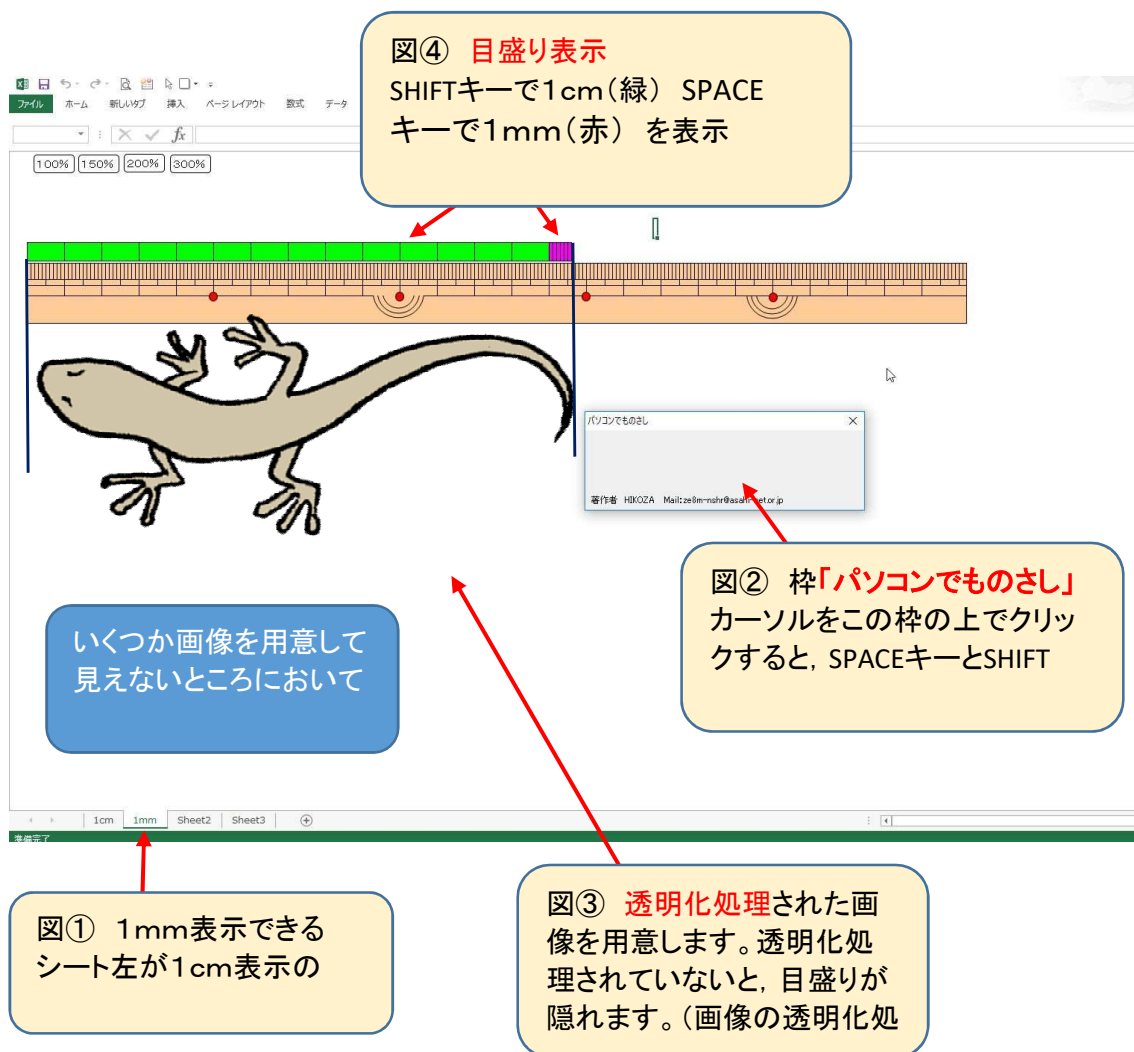 図④ 目盛り表示
SHIFTキーで1cm(緑) SPACE
キーで1mm(赤) を表示
ファイル ホーム 新しいタブ 挿入 ページ レイアウト 数式 データ
fx
100% 150% 200% 300%
パソコンでものさし
著作者 HIKOZA Mail:ze8m-nshr@asahi-net.or.jp
図② 枠「パソコンでものさし」
カーソルをこの枠の上でクリッ
クすると, SPACEキーとSHIFT
いくつか画像を用意して
見えないところにおいて
1cm 1mm Sheet2 Sheet3
準備完了
図① 1mm表示できる
シート左が1cm表示の
図③ 透明化処理された画
像を用意します。透明化処
理されていないと, 目盛りが
隠れます。(画像の透明化処